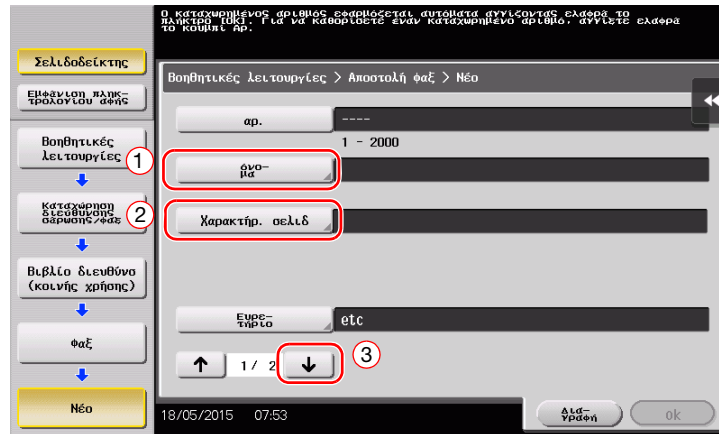 Ο καταχωρημένος αριθμός εφαρμόζεται αυτόματα αγγίζοντας ελαφρά το
πλήκτρο [OK]. Για να καθορίσετε έναν καταχωρημένο αριθμό, αγγίξτε ελαφρά
το κουμπί Αρ.
Σελιδοδείκτης
Εμφάνιση πληκ-
τρολογίου αφής
Βοηθητικές
λειτουργίες
1
Καταχώρηση
διεύθυνσης
σάρωσης/φαξ
2
Βιβλίο διευθύνσ
(κοινής χρήσης)
φαξ
Νέο
Βοηθητικές λειτουργίες > Αποστολή φαξ > Νέο
αρ.
----
1 - 2000
όνο-
μα
Χαρακτήρ. σελιδ
Ευρε-
τήριο
etc
↑ 1/ 2 ↓
3
18/05/2015 07:53
Δια-
γραφή
ok